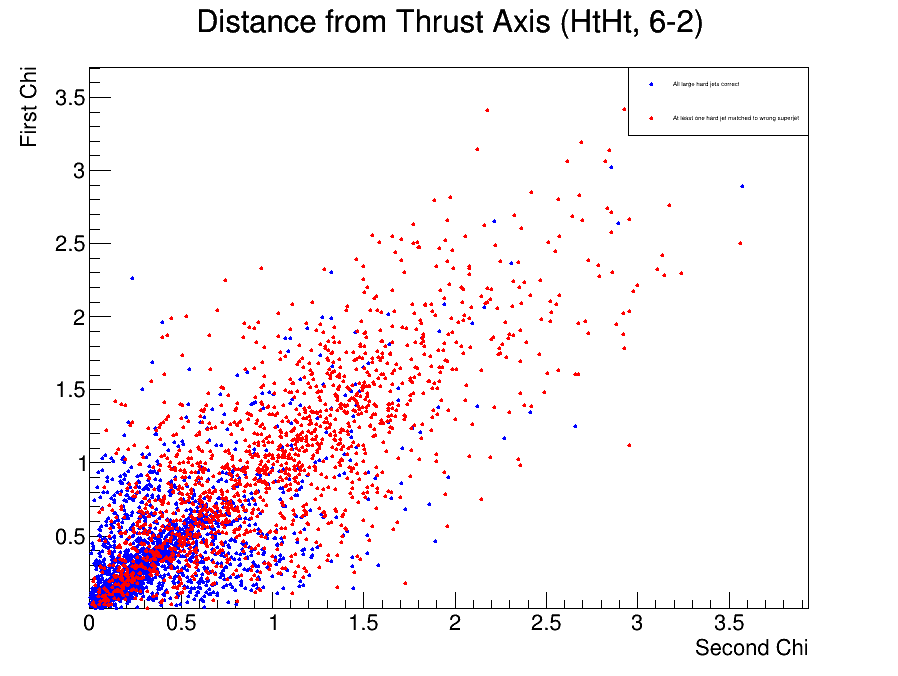 Distance from Thrust Axis (HtHt, 6-2)
First Chi
3.5
3
2.5
2
1.5
1
0.5
All large hard jets correct
At least one hard jet matched to wrong superjet
0 0.5 1 1.5 2 2.5 3 3.5
Second Chi